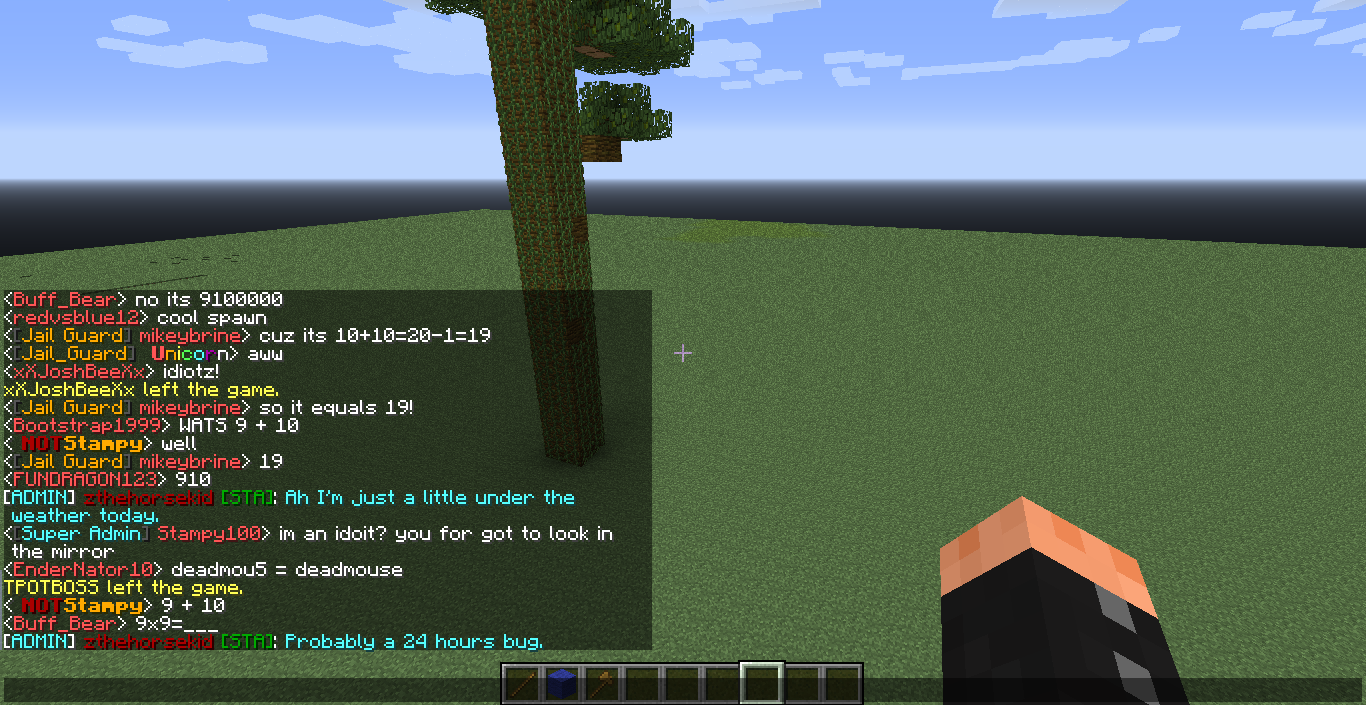 <Buff_Bear> no its 9100000
<redvsblue12> cool spawn
<[Jail Guard] mikeybrine> cuz its 10+10=20-1=19
<[Jail_Guard]  Unicorn> aww
<xXJoshBeeXx> idiotz!
xXJoshBeeXx left the game.
<[Jail Guard] mikeybrine> so it equals 19!
<Bootstrap1999> WATS 9 + 10
< NOTStampy> well
<[Jail Guard] mikeybrine> 19
<FUNDRAGON123> 910
[ADMIN] zthehorsekid [STA]: Ah I'm just a little under the
weather today.
<[Super Admin] Stampy100> im an idoit? you for got to look in
the mirror
<EnderNator10> deadmou5 = deadmouse
TPOTBOSS left the game.
< NOTStampy> 9 + 10
<Buff_Bear> 9x9=___
[ADMIN] zthehorsekid [STA]: Probably a 24 hours bug.